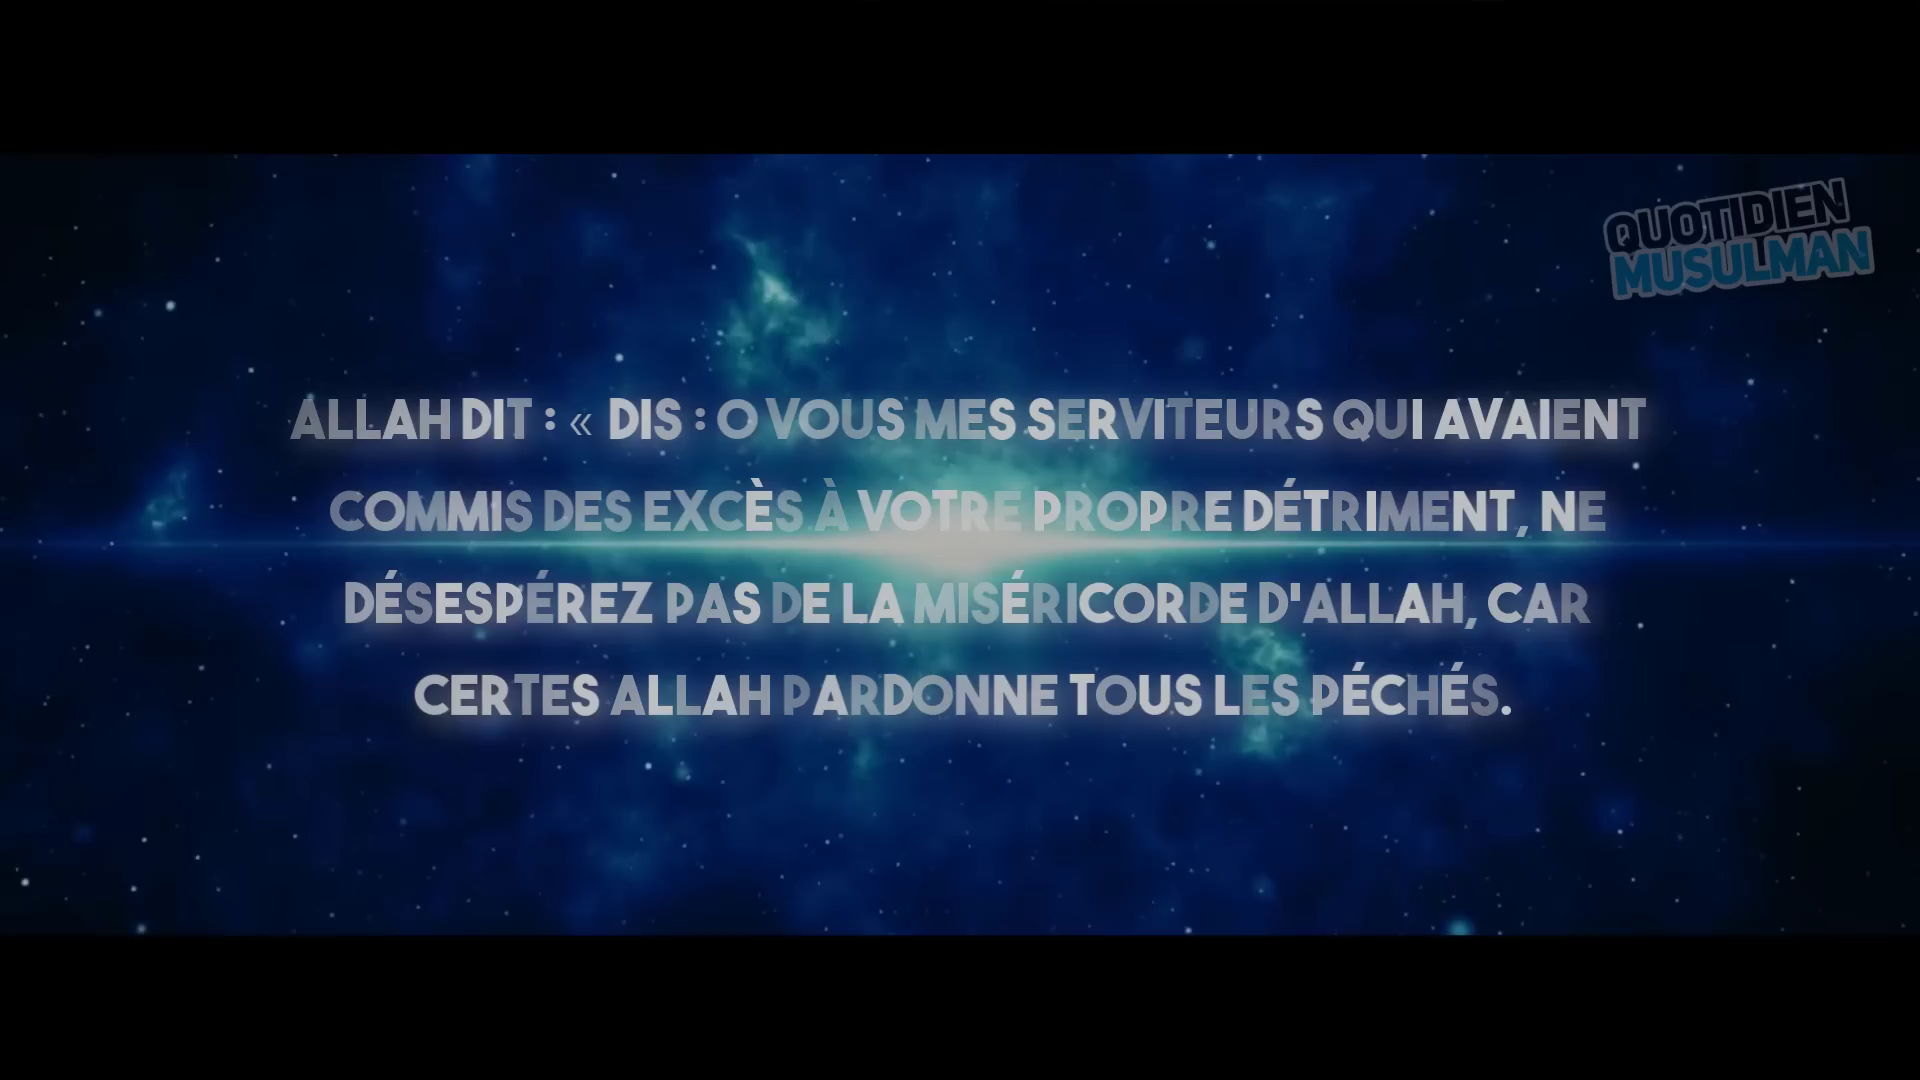 QUOTIDIEN
MUSULMAN
ALLAH DIT : « DIS : O VOUS MES SERVITEURS QUI AVAIENT
COMMIS DES EXCÈS À VOTRE PROPRE DÉTRIMENT, NE
DÉSESPÉREZ PAS DE LA MISÉRICORDE D'ALLAH, CAR
CERTES ALLAH PARDONNE TOUS LES PÉCHÉS.